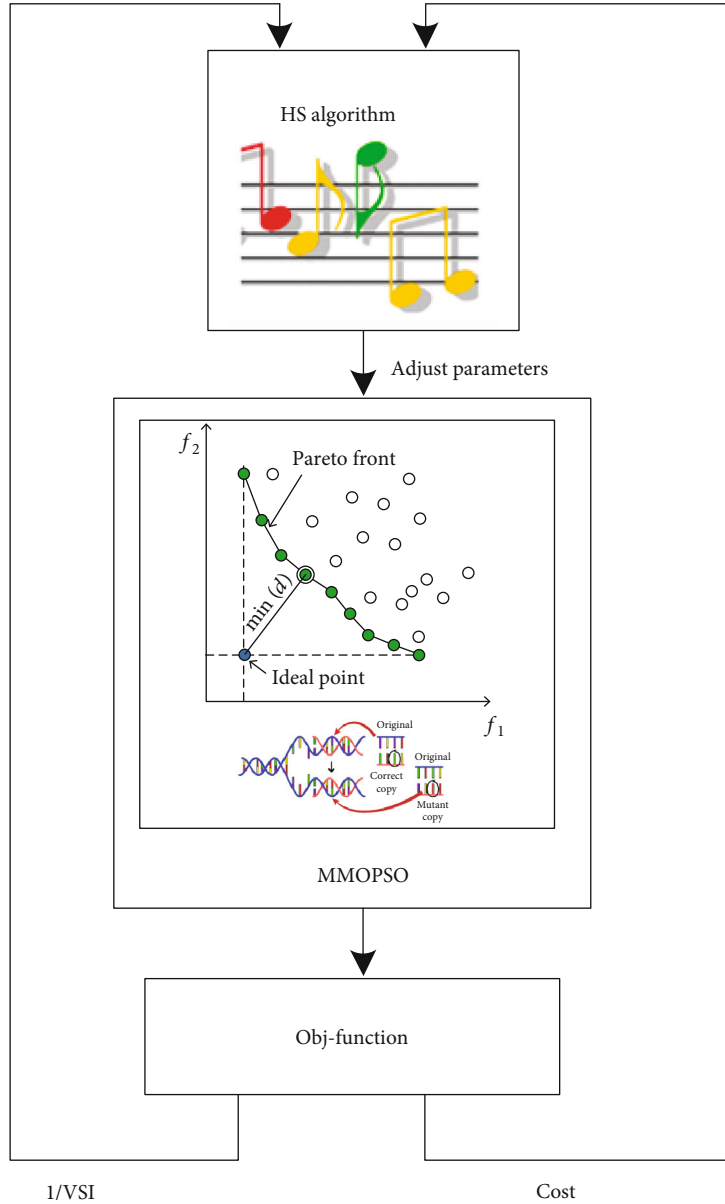 HS algorithm
Adjust parameters
f2
Pareto front
min (d)
Ideal point
f1
Original
Correct
copy
Original
Mutant
copy
MMOPSO
Obj-function
1/VSI
Cost